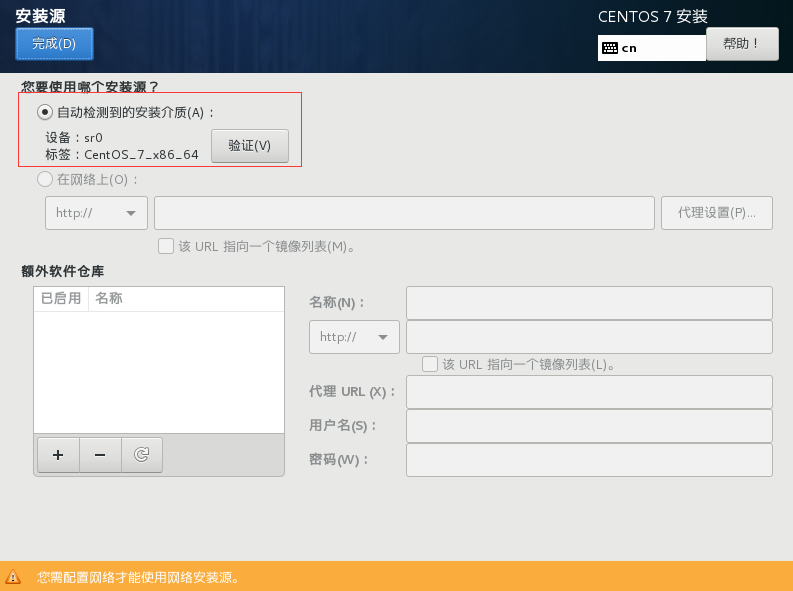 安装源
CENTOS 7 安装
完成(D)
cn
帮助！
您要使用哪个安装源？
自动检测到的安装介质(A)：
设备：sr0
标签：CentOS_7_x86_64
验证(V)
在网络上(O)：
http://
代理设置(P)...
该 URL 指向一个镜像列表(M)。
额外软件仓库
已启用 名称
名称(N)：
http://
该 URL 指向一个镜像列表(L)。
代理 URL (X)：
用户名(S)：
密码(W)：
您需配置网络才能使用网络安装源。